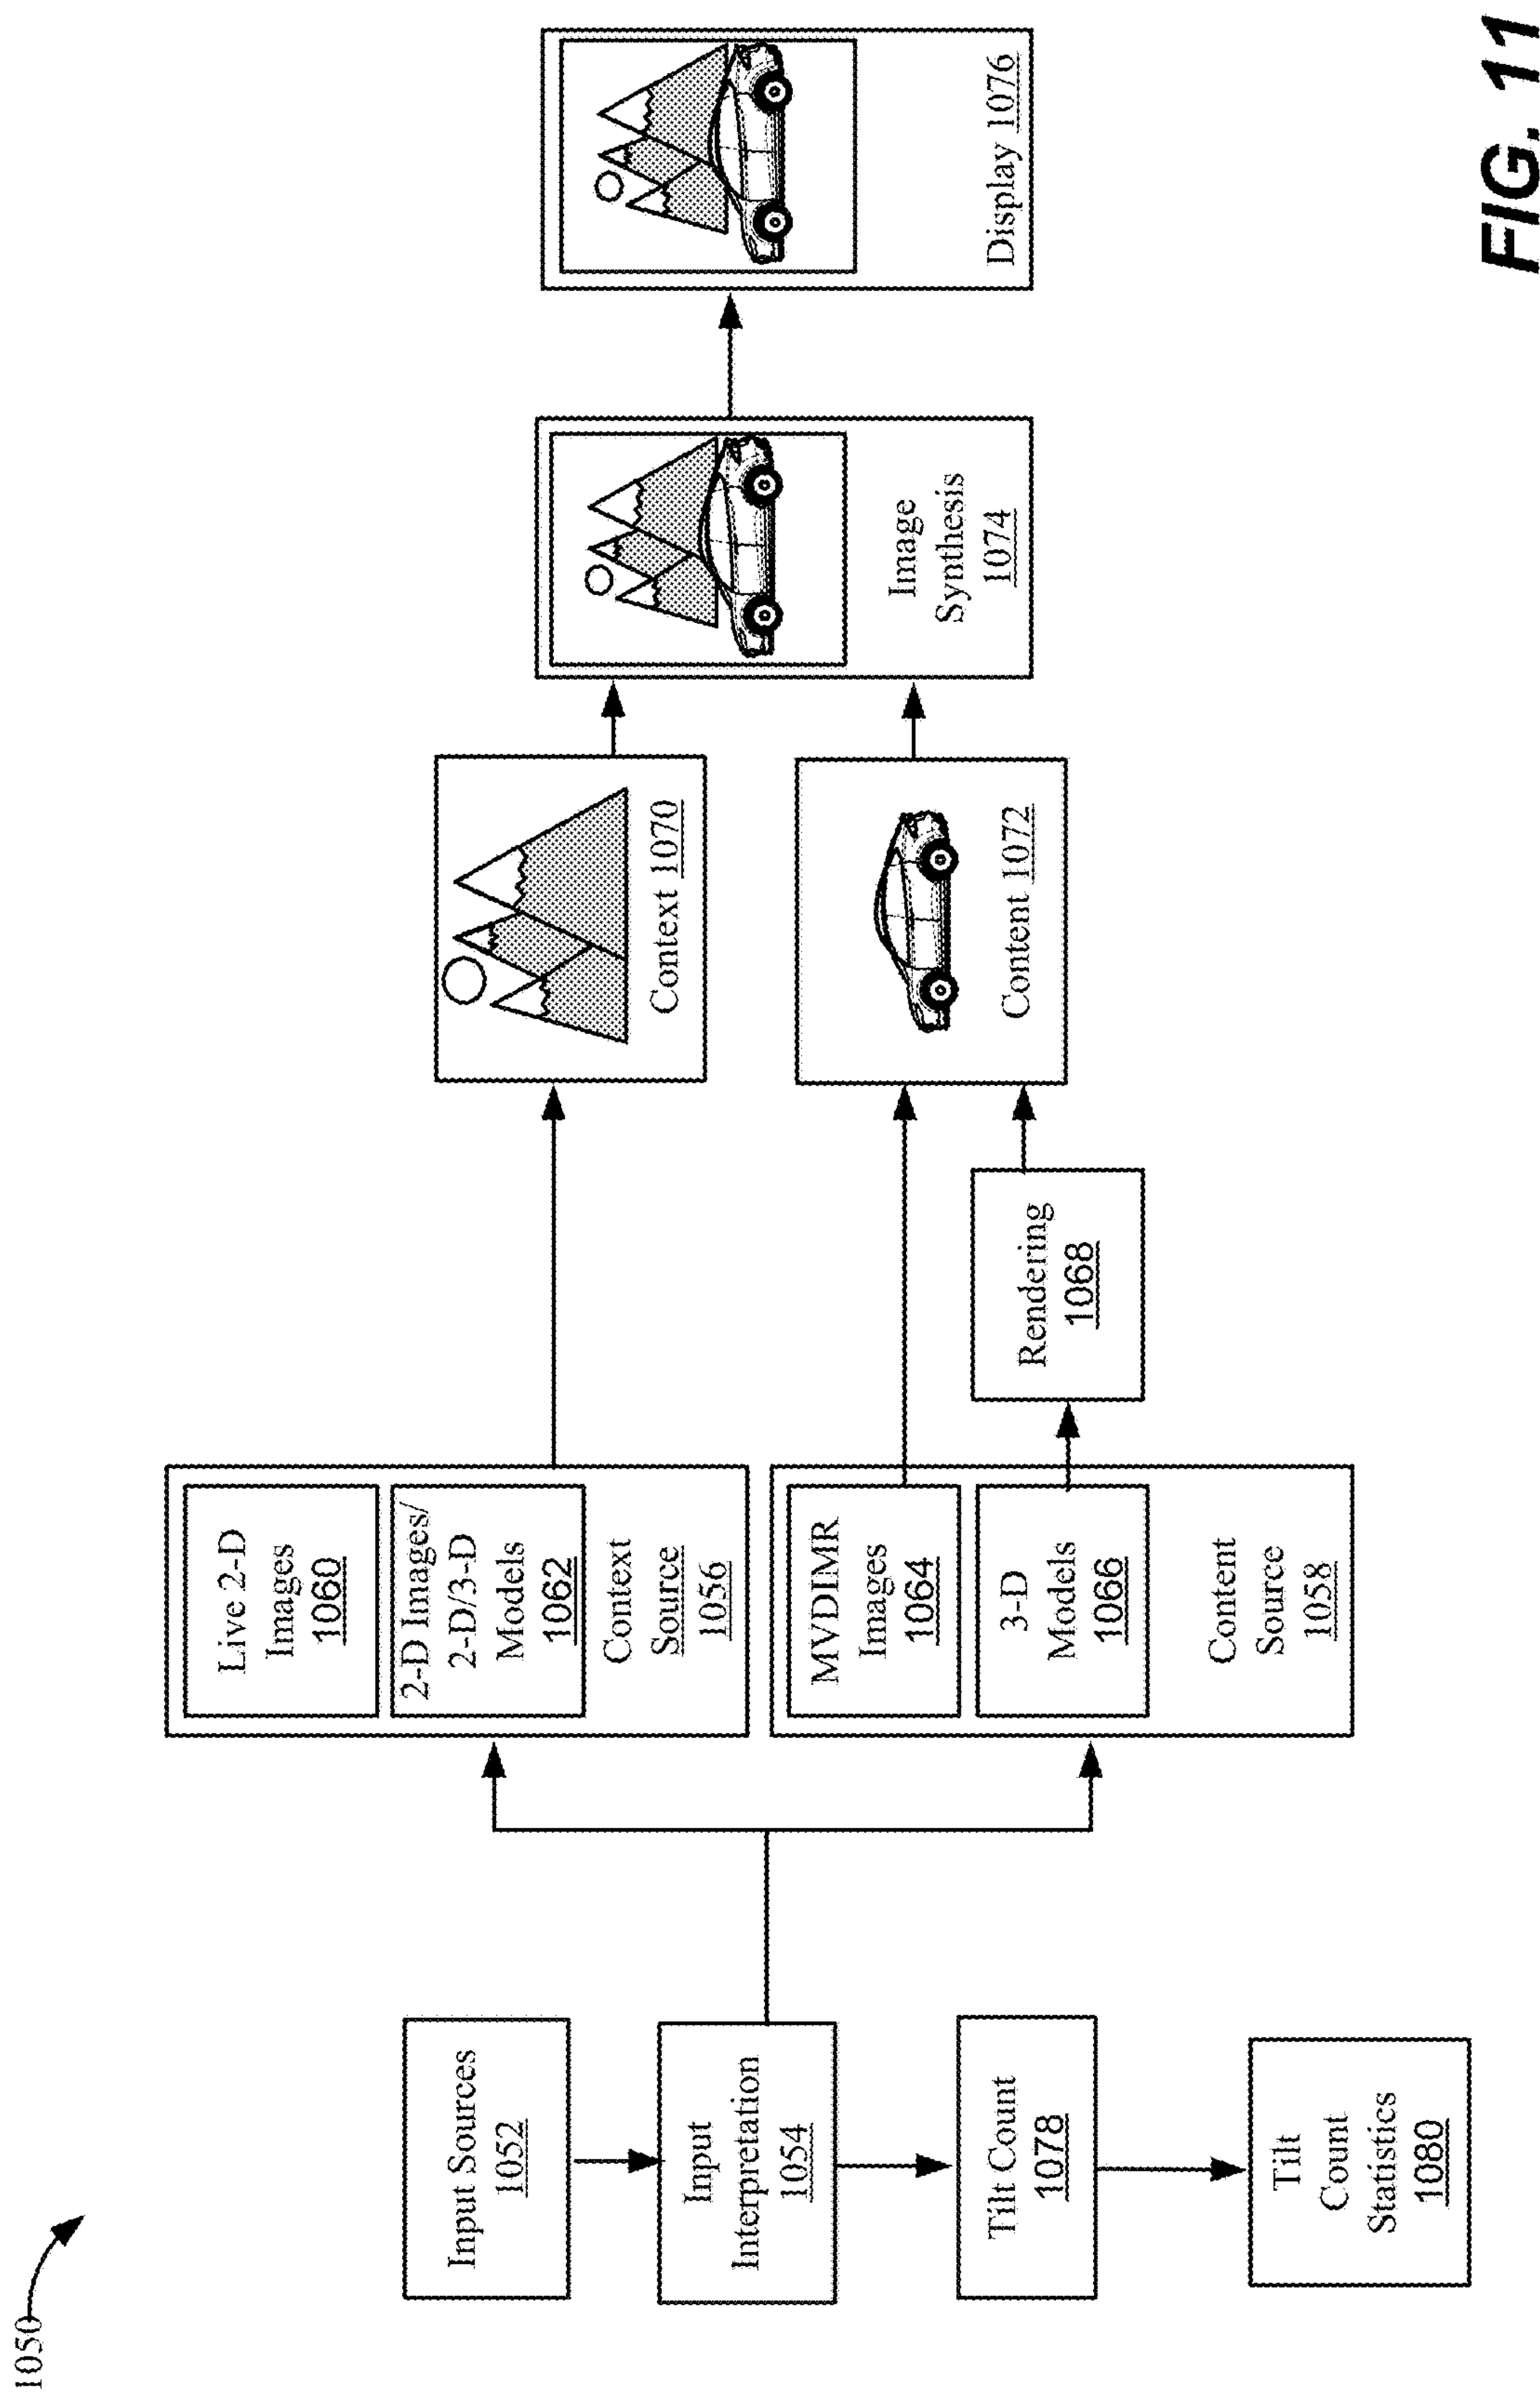 1050
Input Sources
1052
Input
Interpretation
1054
Tilt Count
1078
Tilt
Count
Statistics
1080
Live 2-D
Images
1060
2-D Images/
2-D/3-D
Models
1062
Context
Source
1056
MVDIMR
Images
1064
3-D
Models
1066
Content
Source
1058
Rendering
1068
Context 1070
Content 1072
Image
Synthesis
1074
Display 1076
FIG. 11